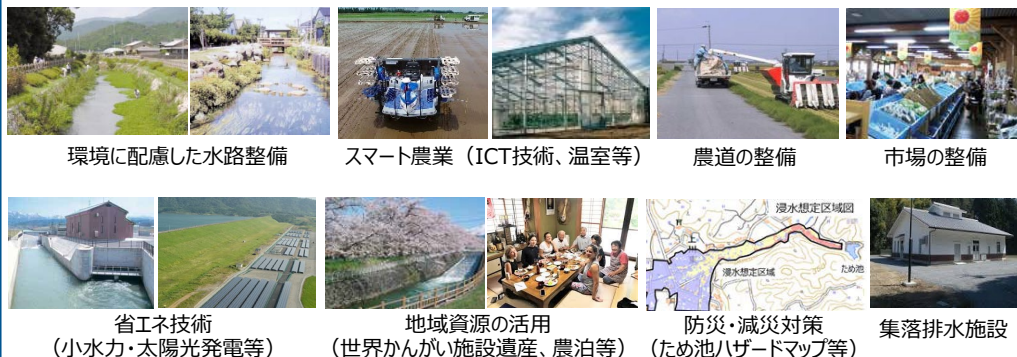 環境に配慮した水路整備
スマート農業（ICT技術、温室等）
農道の整備
市場の整備
浸水想定区域図
浸水想定区域
ため池
省エネ技術
（小水力・太陽光発電等）
地域資源の活用
（世界かんがい施設遺産、農泊等）
防災・減災対策
（ため池ハザードマップ等）
集落排水施設